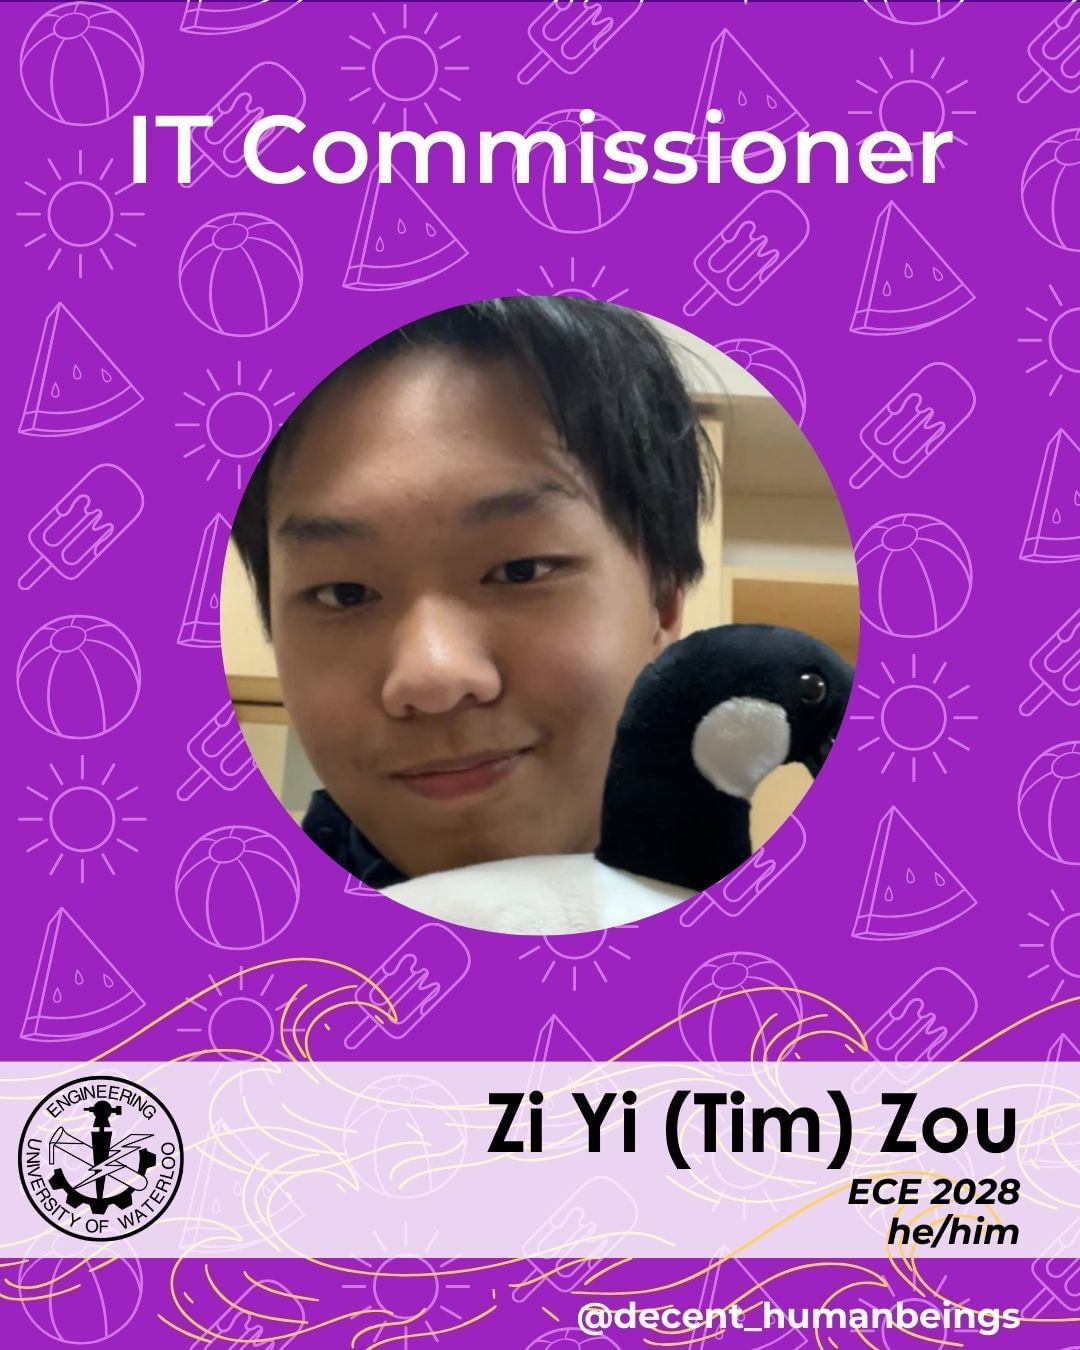 IT Commissioner
ENGINEERING
UNIVERSITY OF WATERLOO
Zi Yi (Tim) Zou
ECE 2028
he/him
@decent_humanbeings